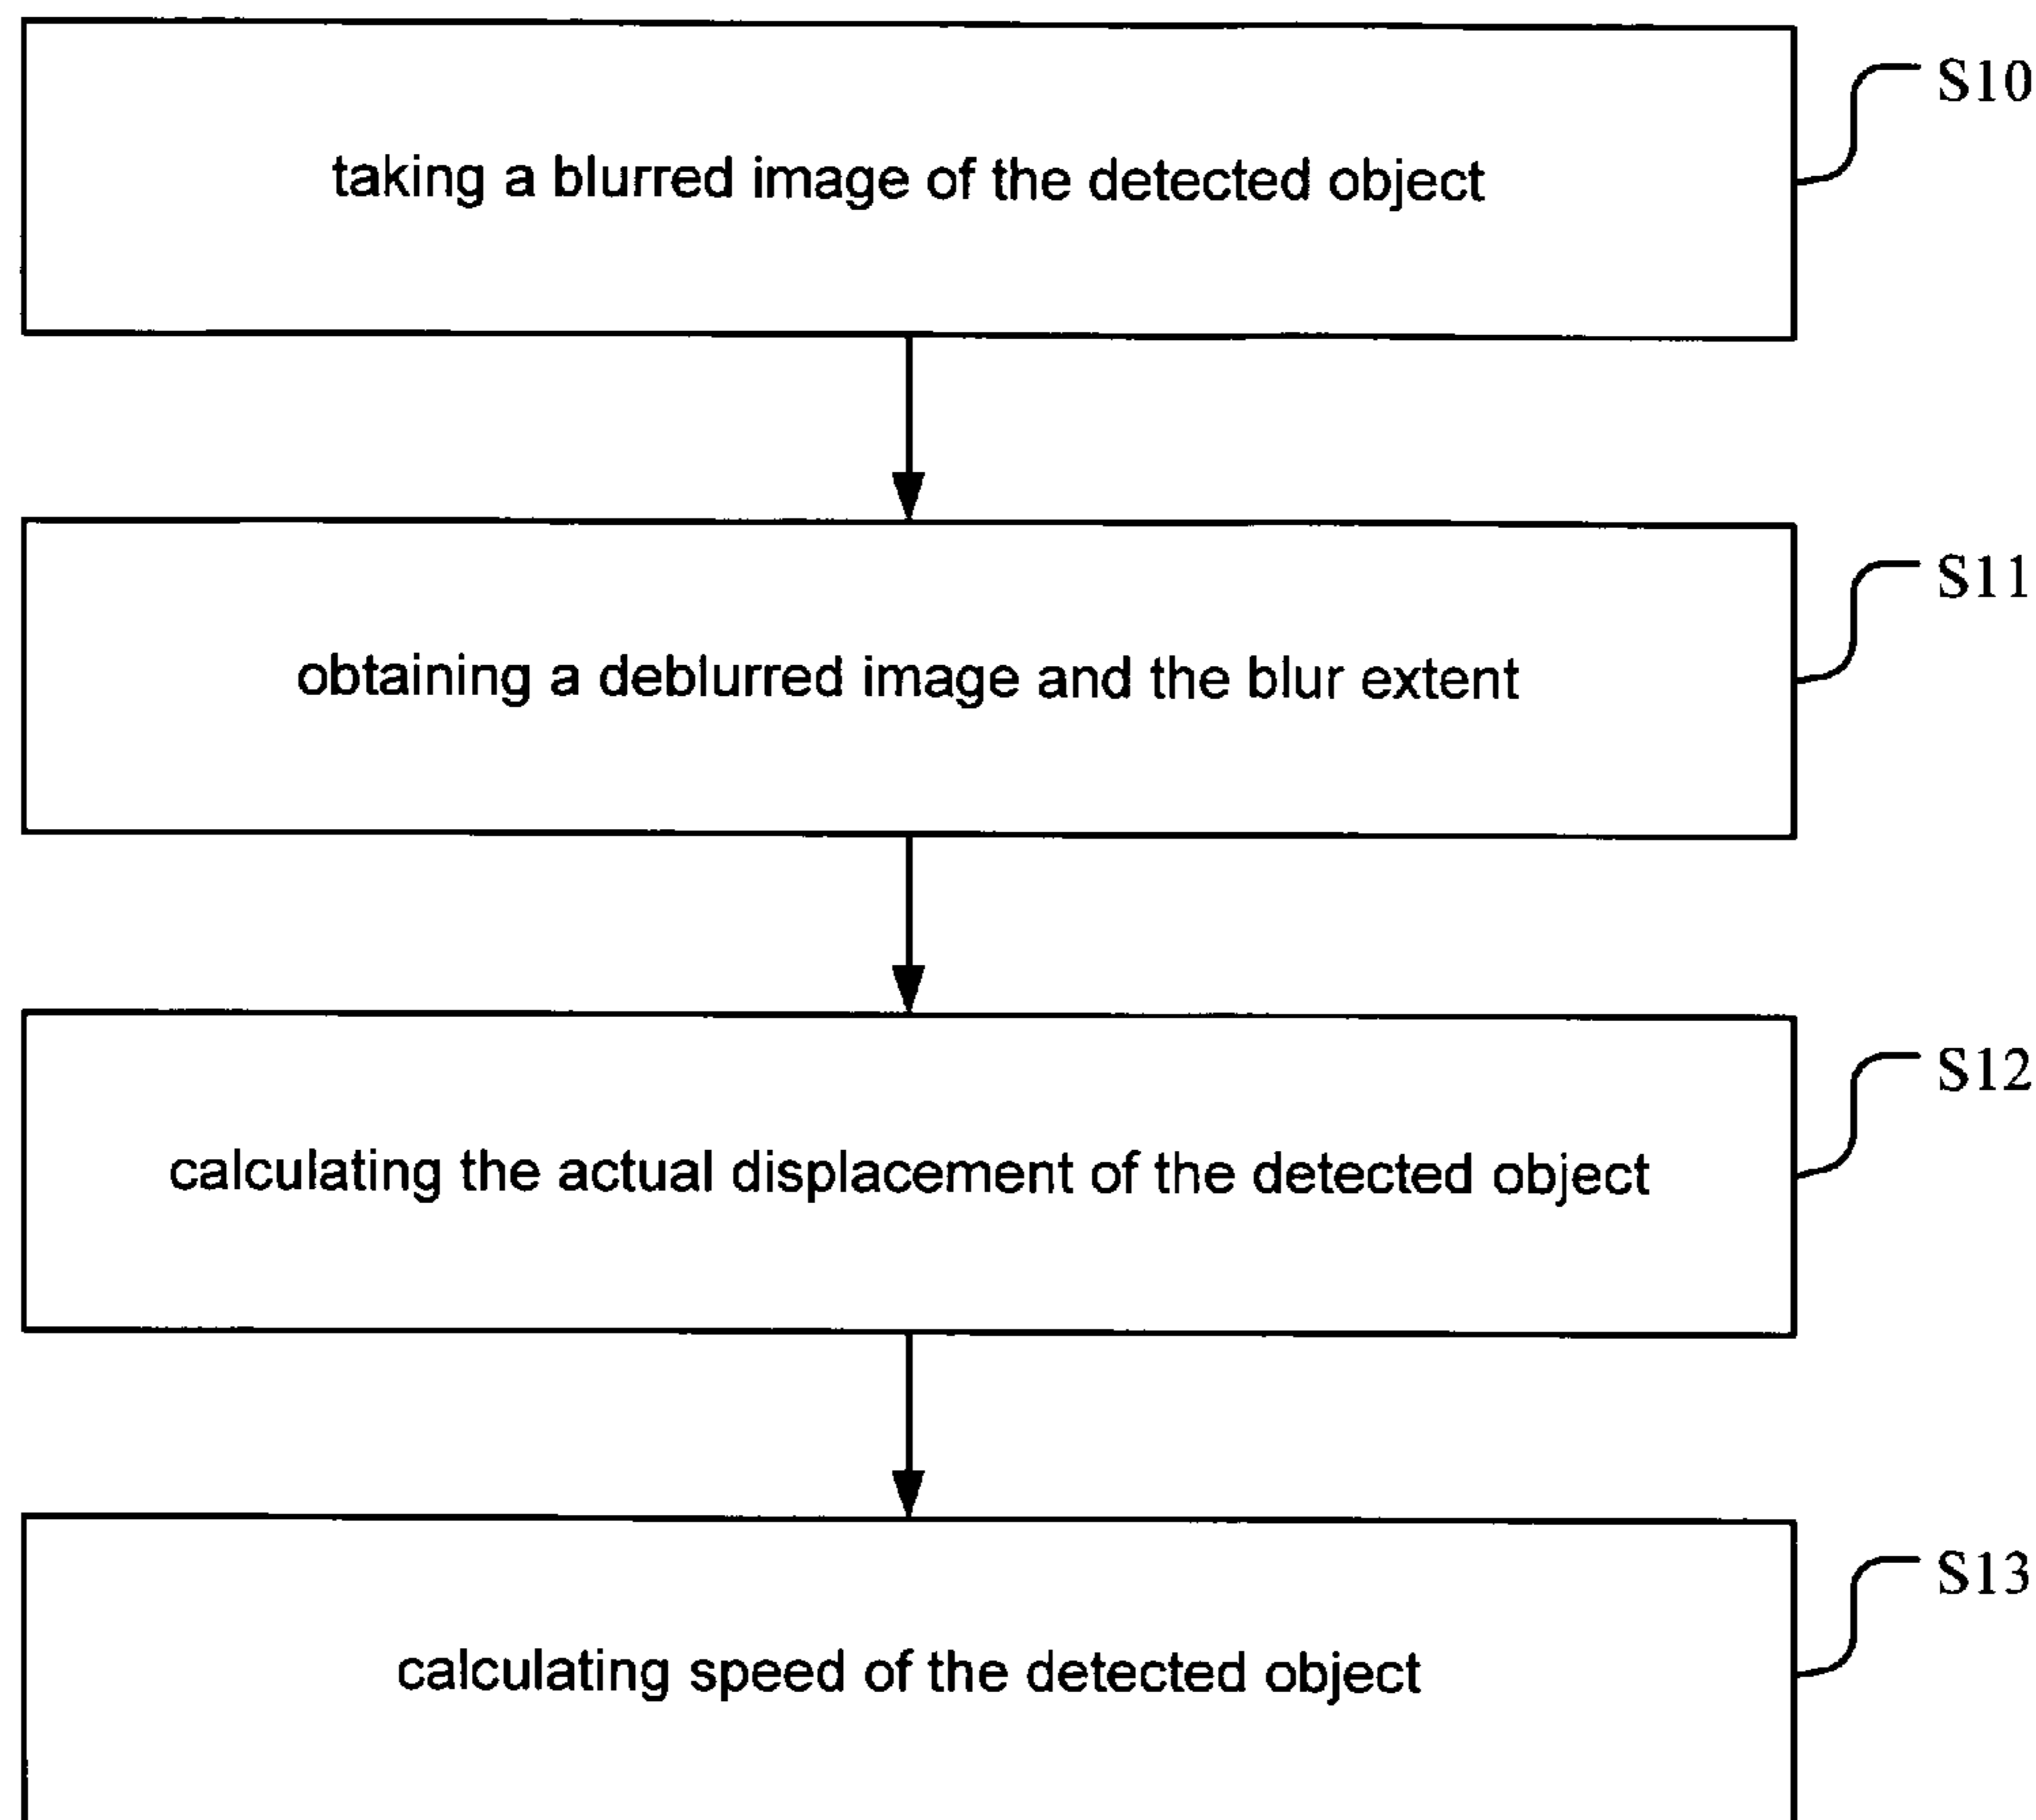 S10
taking a blurred image of the detected object
S11
obtaining a deblurred image and the blur extent
S12
calculating the actual displacement of the detected object
S13
calculating speed of the detected object